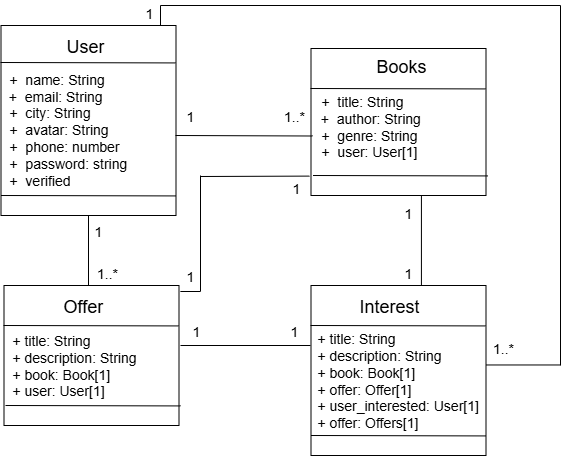 1
User
+ name: String
+ email: String
+ city: String
+ avatar: String
+ phone: number
+ password: string
+ verified
1
1..*
Books
+ title: String
+ author: String
+ genre: String
+ user: User[1]
1
1..*
1
1
Offer
+ title: String
+ description: String
+ book: Book[1]
+ user: User[1]
1
1
1
1
Interest
+ title: String
+ description: String
+ book: Book[1]
+ offer: Offer[1]
+ user_interested: User[1]
+ offer: Offers[1]
1..*